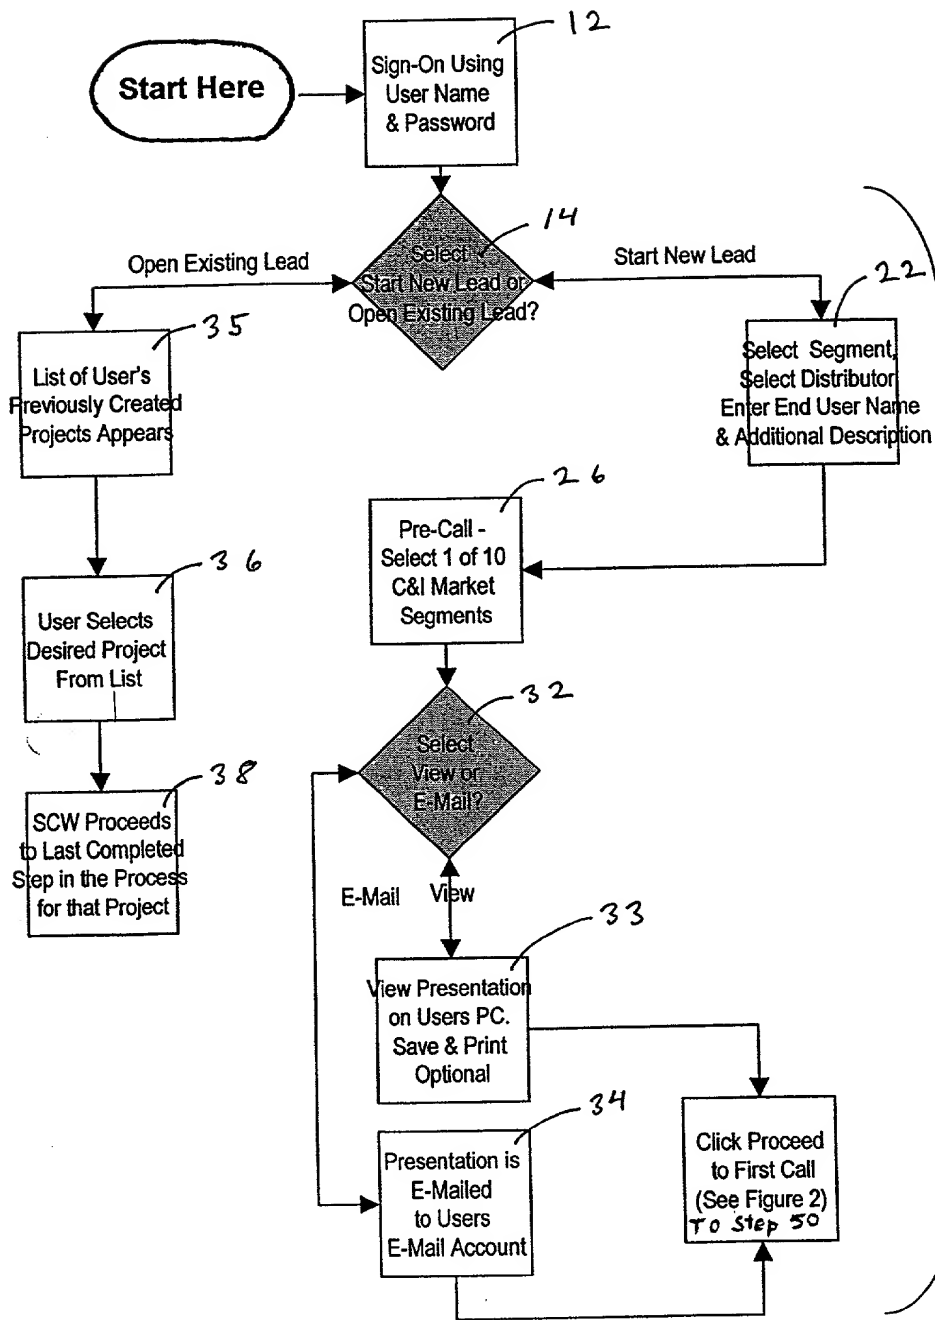 12
Start Here
Sign-On Using
User Name
& Password
14
Open Existing Lead
Select
Start New Lead or
Open Existing Lead?
Start New Lead
22
35
List of User's
Previously Created
Projects Appears
Select Segment,
Select Distributor
Enter End User Name
& Additional Description
26
Pre-Call -
Select 1 of 10
C&I Market
Segments
36
User Selects
Desired Project
From List
32
Select
View or
E-Mail?
38
SCW Proceeds
to Last Completed
Step in the Process
for that Project
E-Mail
View
33
View Presentation
on Users PC.
Save & Print
Optional
34
Presentation is
E-Mailed
to Users
E-Mail Account
Click Proceed
to First Call
(See Figure 2)
To Step 50